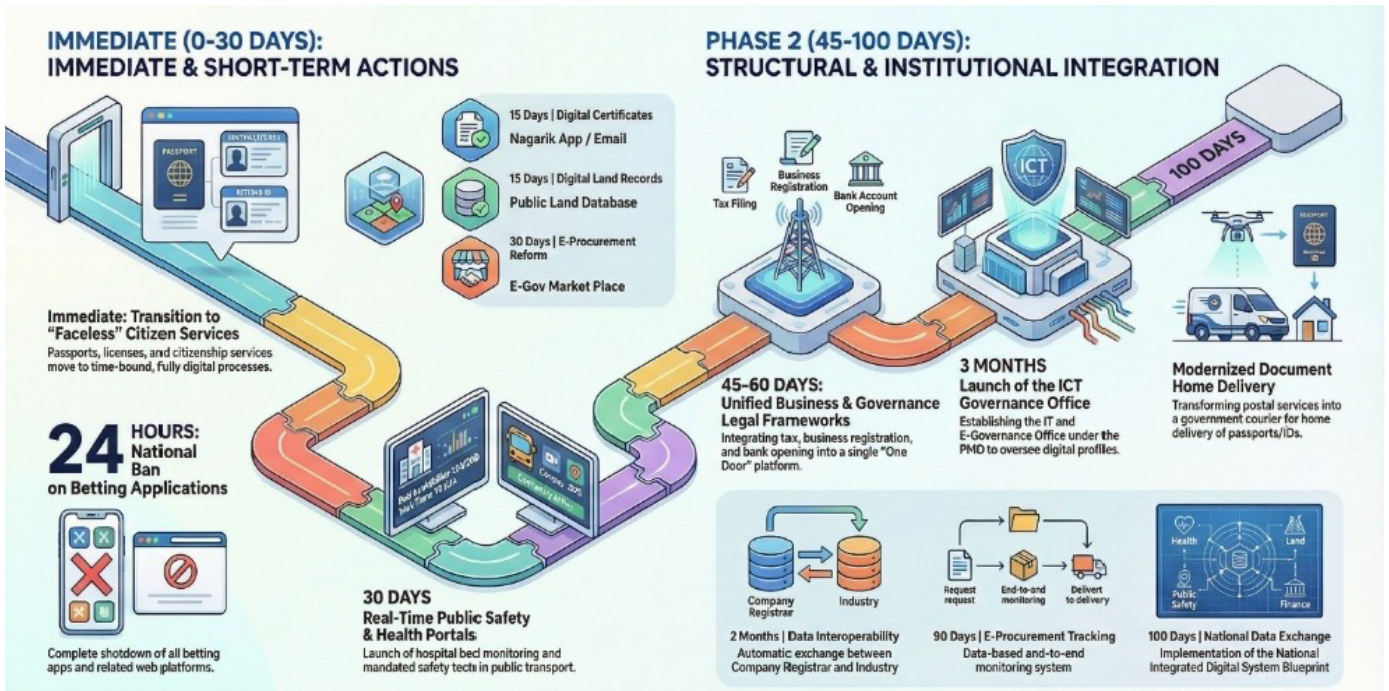 IMMEDIATE (0-30 DAYS):
IMMEDIATE & SHORT-TERM ACTIONS
PASSPORT
15 Days | Digital Certificates
Nagarik App / Email
15 Days | Digital Land Records
Public Land Database
30 Days | E-Procurement
Reform
E-Gov Market Place
Immediate: Transition to
"Faceless" Citizen Services
Passports, licenses, and citizenship services
move to time-bound, fully digital processes.
24 HOURS:
National
Ban
on Betting Applications
Complete shotdown of all betting
apps and related web platforms.
30 DAYS
Real-Time Public Safety
& Health Portals
Launch of hospital bed monitoring and
mandated safety tech in public transport.
PHASE 2 (45-100 DAYS):
STRUCTURAL & INSTITUTIONAL INTEGRATION
Tax Filing
Business
Registration
Bank Account
Opening
ICT
100 DAYS
PASSPORT
45-60 DAYS:
Unified Business & Governance
Legal Frameworks
Integrating tax, business registration,
and bank opening into a single "One
Door" platform.
3 MONTHS
Launch of the ICT
Governance Office
Establishing the IT and
E-Governance Office under the
PMD to oversee digital profiles.
Modernized Document
Home Delivery
Transforming postal services into
a government courier for home
delivery of passports/IDs.
Company
Registrar
Industry
2 Months | Data Interoperability
Automatic exchange between
Company Registrar and Industry
Request
request
End-to-and
monitoring
Delivert
to delivery
90 Days | E-Procurement Tracking
Data-based and-to-end
monitoring system
Health
Land
Public
Safety
Finance
100 Days | National Data Exchange
Implementation of the National
Integrated Digital System Blueprint